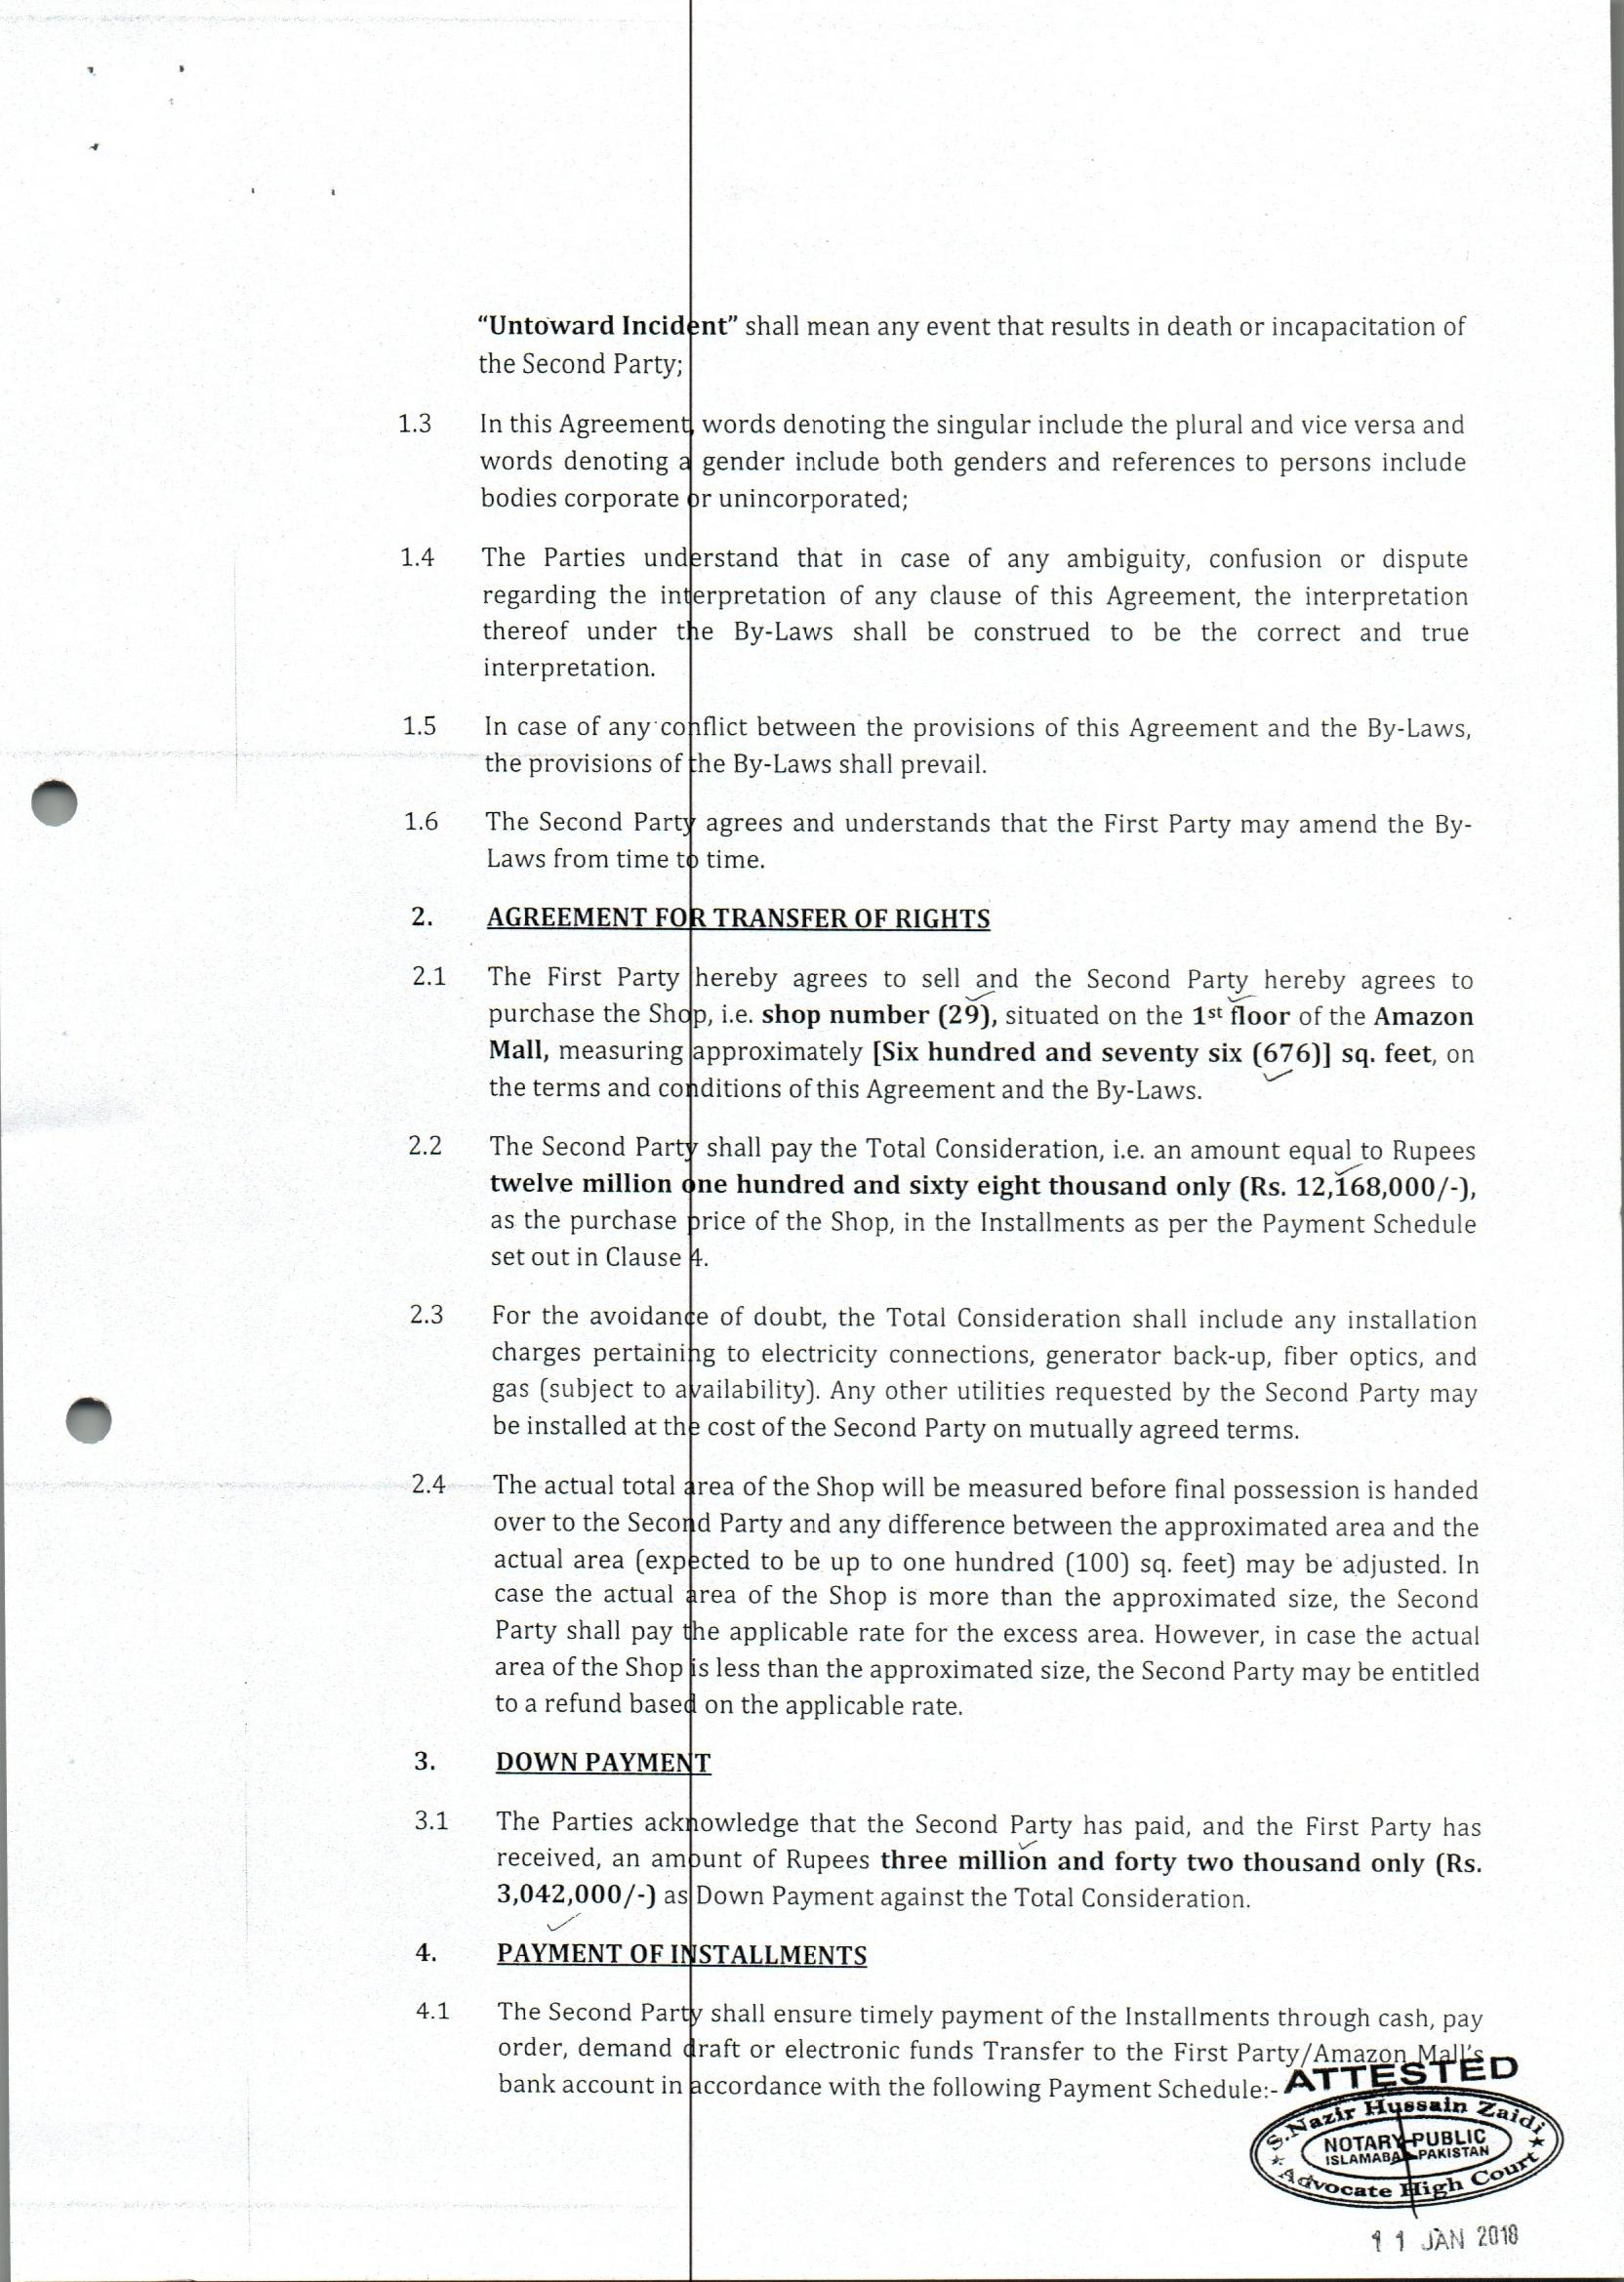 “Untoward Incident” shall mean any event that results in death or incapacitation of
the Second Party;
1.3 In this Agreement, words denoting the singular include the plural and vice versa and
words denoting a gender include both genders and references to persons include
bodies corporate or unincorporated;
1.4 The Parties understand that in case of any ambiguity, confusion or dispute
regarding the interpretation of any clause of this Agreement, the interpretation
thereof under the By-Laws shall be construed to be the correct and true
interpretation.
1.5 In case of any conflict between the provisions of this Agreement and the By-Laws,
the provisions of the By-Laws shall prevail.
1.6 The Second Party agrees and understands that the First Party may amend the By-
Laws from time to time.
2. AGREEMENT FOR TRANSFER OF RIGHTS
2.1 The First Party hereby agrees to sell and the Second Party hereby agrees to
purchase the Shop, i.e. shop number (29), situated on the 1st floor of the Amazon
Mall, measuring approximately [Six hundred and seventy six (676)] sq. feet, on
the terms and conditions of this Agreement and the By-Laws.
2.2 The Second Party shall pay the Total Consideration, i.e. an amount equal to Rupees
twelve million one hundred and sixty eight thousand only (Rs. 12,168,000/-),
as the purchase price of the Shop, in the Installments as per the Payment Schedule
set out in Clause 4.
2.3 For the avoidance of doubt, the Total Consideration shall include any installation
charges pertaining to electricity connections, generator back-up, fiber optics, and
gas (subject to availability). Any other utilities requested by the Second Party may
be installed at the cost of the Second Party on mutually agreed terms.
2.4 The actual total area of the Shop will be measured before final possession is handed
over to the Second Party and any difference between the approximated area and the
actual area (expected to be up to one hundred (100) sq. feet) may be adjusted. In
case the actual area of the Shop is more than the approximated size, the Second
Party shall pay the applicable rate for the excess area. However, in case the actual
area of the Shop is less than the approximated size, the Second Party may be entitled
to a refund based on the applicable rate.
3. DOWN PAYMENT
3.1 The Parties acknowledge that the Second Party has paid, and the First Party has
received, an amount of Rupees three million and forty two thousand only (Rs.
3,042,000/-) as Down Payment against the Total Consideration.
4. PAYMENT OF INSTALLMENTS
4.1 The Second Party shall ensure timely payment of the Installments through cash, pay
order, demand draft or electronic funds Transfer to the First Party/Amazon Mall’s
bank account in accordance with the following Payment Schedule:-
ATTESTED
S.Nazir Hussain Zaidi
NOTARY PUBLIC
ISLAMABAD PAKISTAN
Advocate High Court
11 JAN 2018